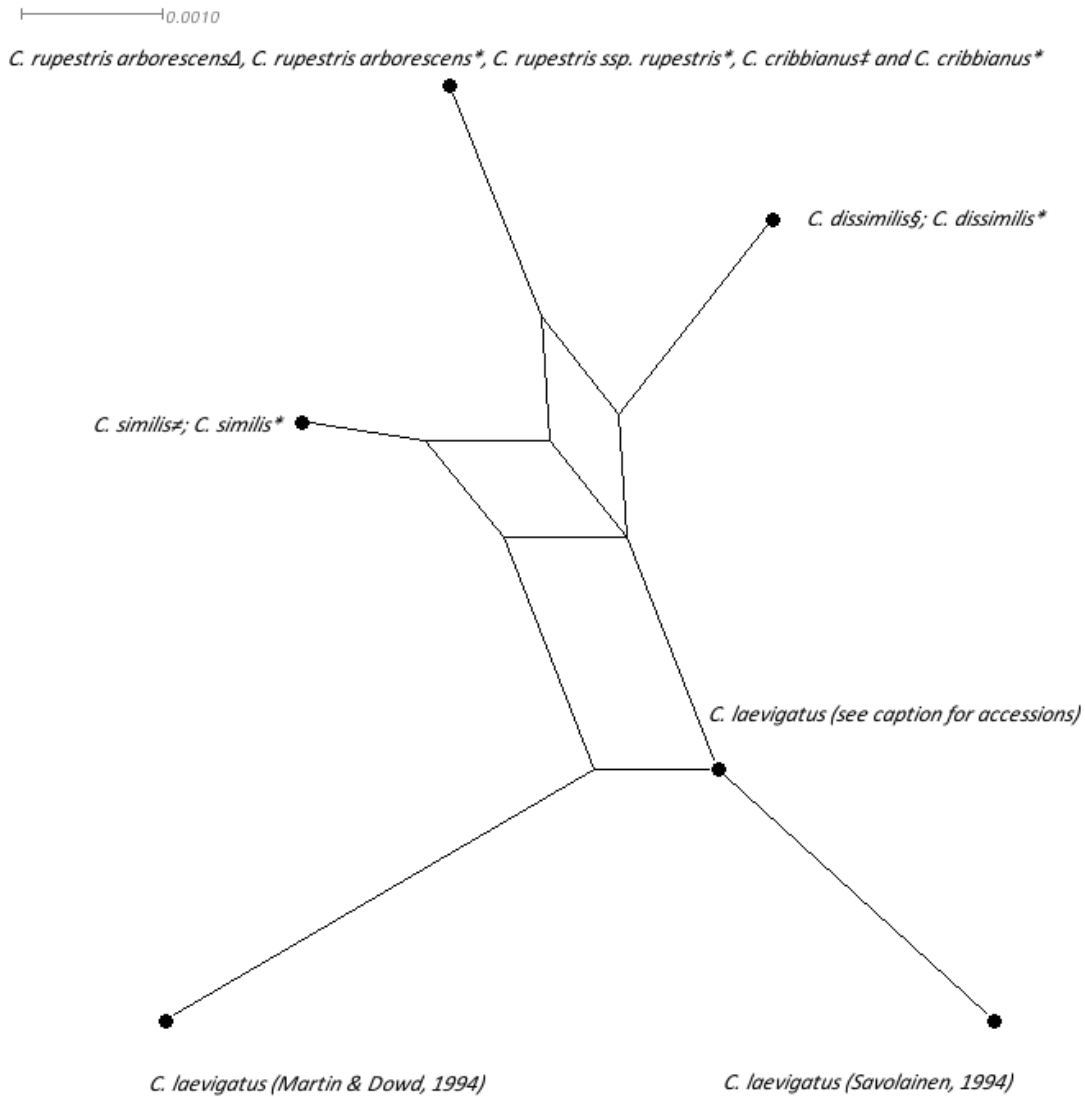 0.0010
C. rupestris arborescensΔ, C. rupestris arborescens*, C. rupestris ssp. rupestris*, C. cribbianus‡ and C. cribbianus*
C. dissimilis§; C. dissimilis*
C. similis≠; C. similis*
C. laevigatus (see caption for accessions)
C. laevigatus (Martin & Dowd, 1994)
C. laevigatus (Savolainen, 1994)